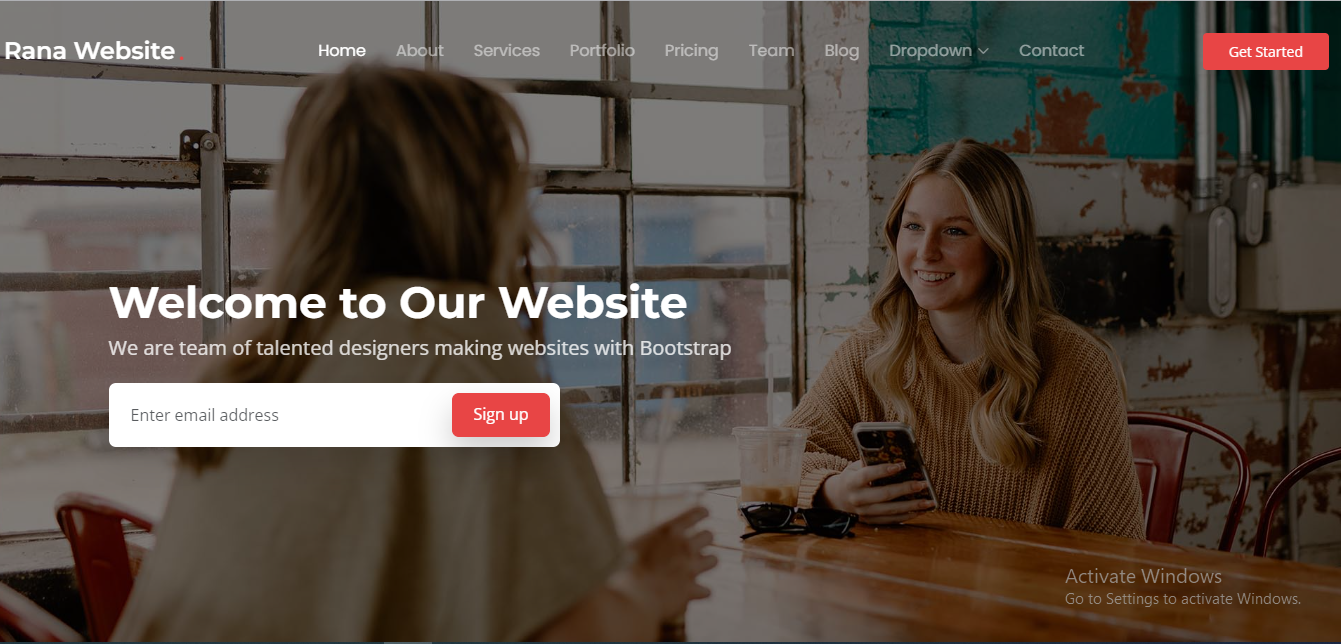 Rana Website.
Home About Services Portfolio Pricing Team Blog Dropdown Contact
Get Started
Welcome to Our Website
We are team of talented designers making websites with Bootstrap
Enter email address
Sign up
Activate Windows
Go to Settings to activate Windows.